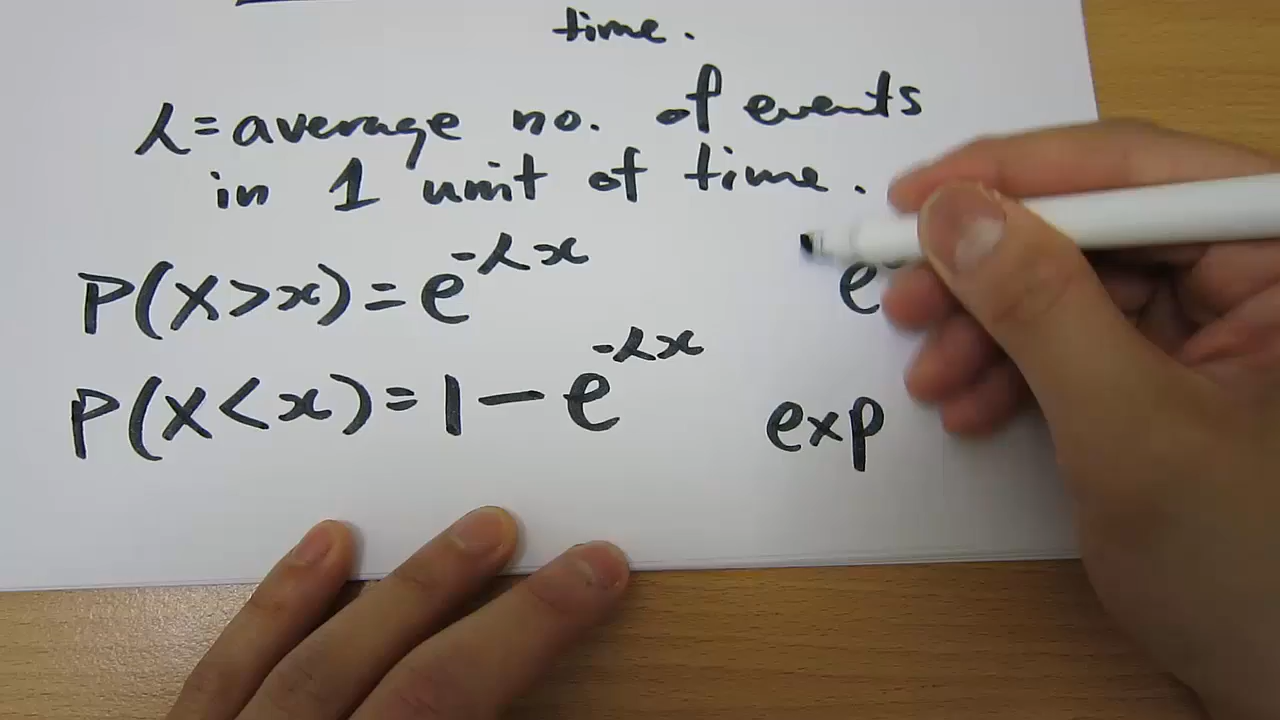 time.
λ=average no. of events
in 1 unit of time.
P(X>x)=e^-λx
e
P(X<x)=1-e^-λx
exp